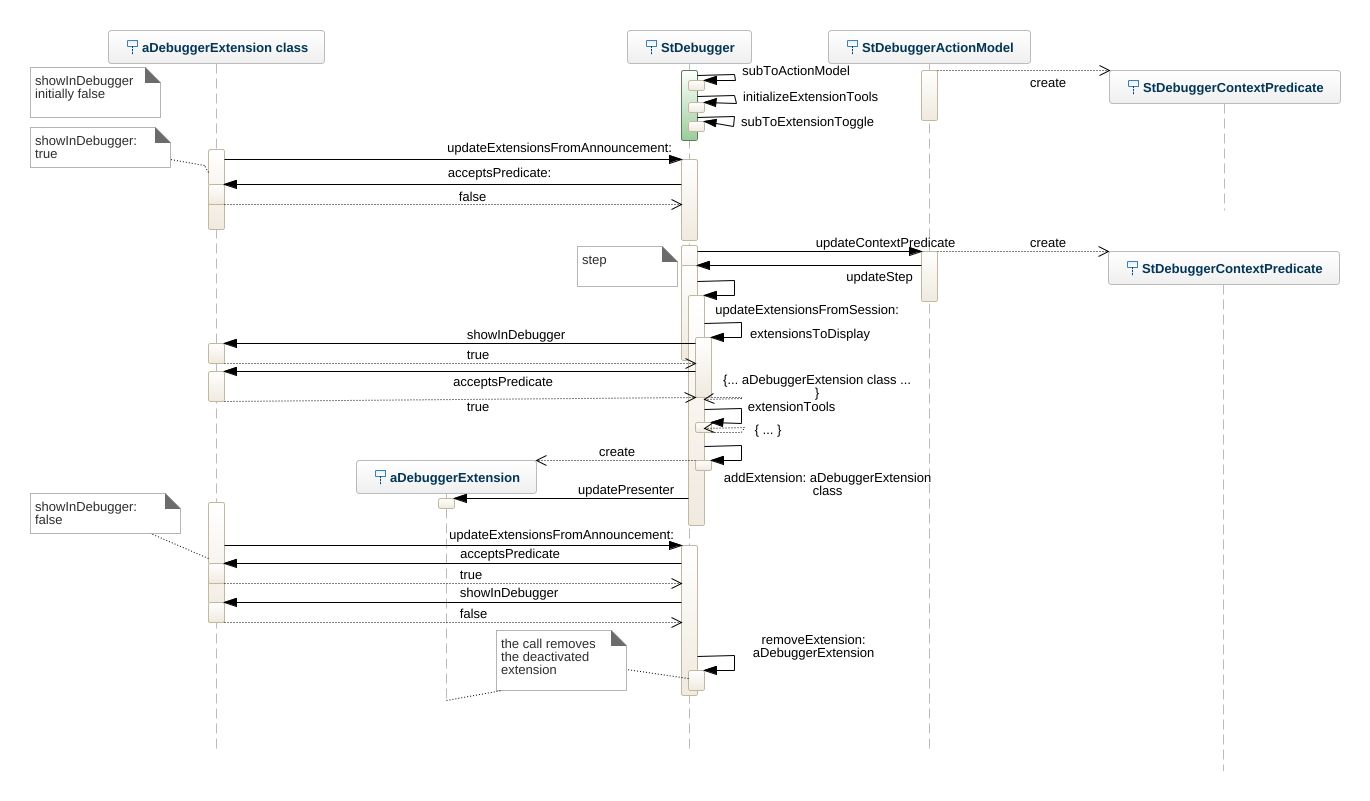 aDebuggerExtension class
StDebugger
StDebuggerActionModel
showInDebugger
initially false
subToActionModel
create
StDebuggerContextPredicate
initializeExtensionTools
subToExtensionToggle
showInDebugger:
true
updateExtensionsFromAnnouncement:
acceptsPredicate:
false
step
updateContextPredicate
create
StDebuggerContextPredicate
updateStep
updateExtensionsFromSession:
showInDebugger
extensionsToDisplay
true
acceptsPredicate
{... aDebuggerExtension class ...
}
true
extensionTools
{ ... }
create
aDebuggerExtension
addExtension: aDebuggerExtension
class
updatePresenter
showInDebugger:
false
updateExtensionsFromAnnouncement:
acceptsPredicate
true
showInDebugger
false
the call removes
the deactivated
extension
removeExtension:
aDebuggerExtension